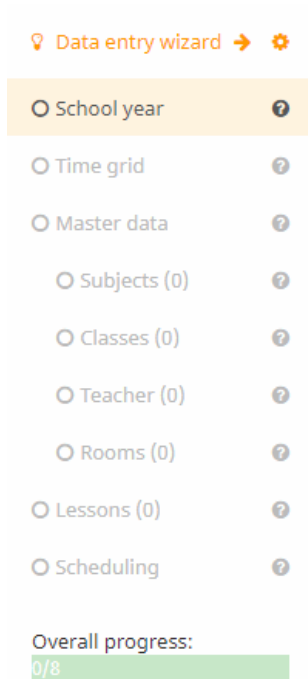 Data entry wizard
School year
Time grid
Master data
Subjects (0)
Classes (0)
Teacher (0)
Rooms (0)
Lessons (0)
Scheduling
Overall progress:
0/8